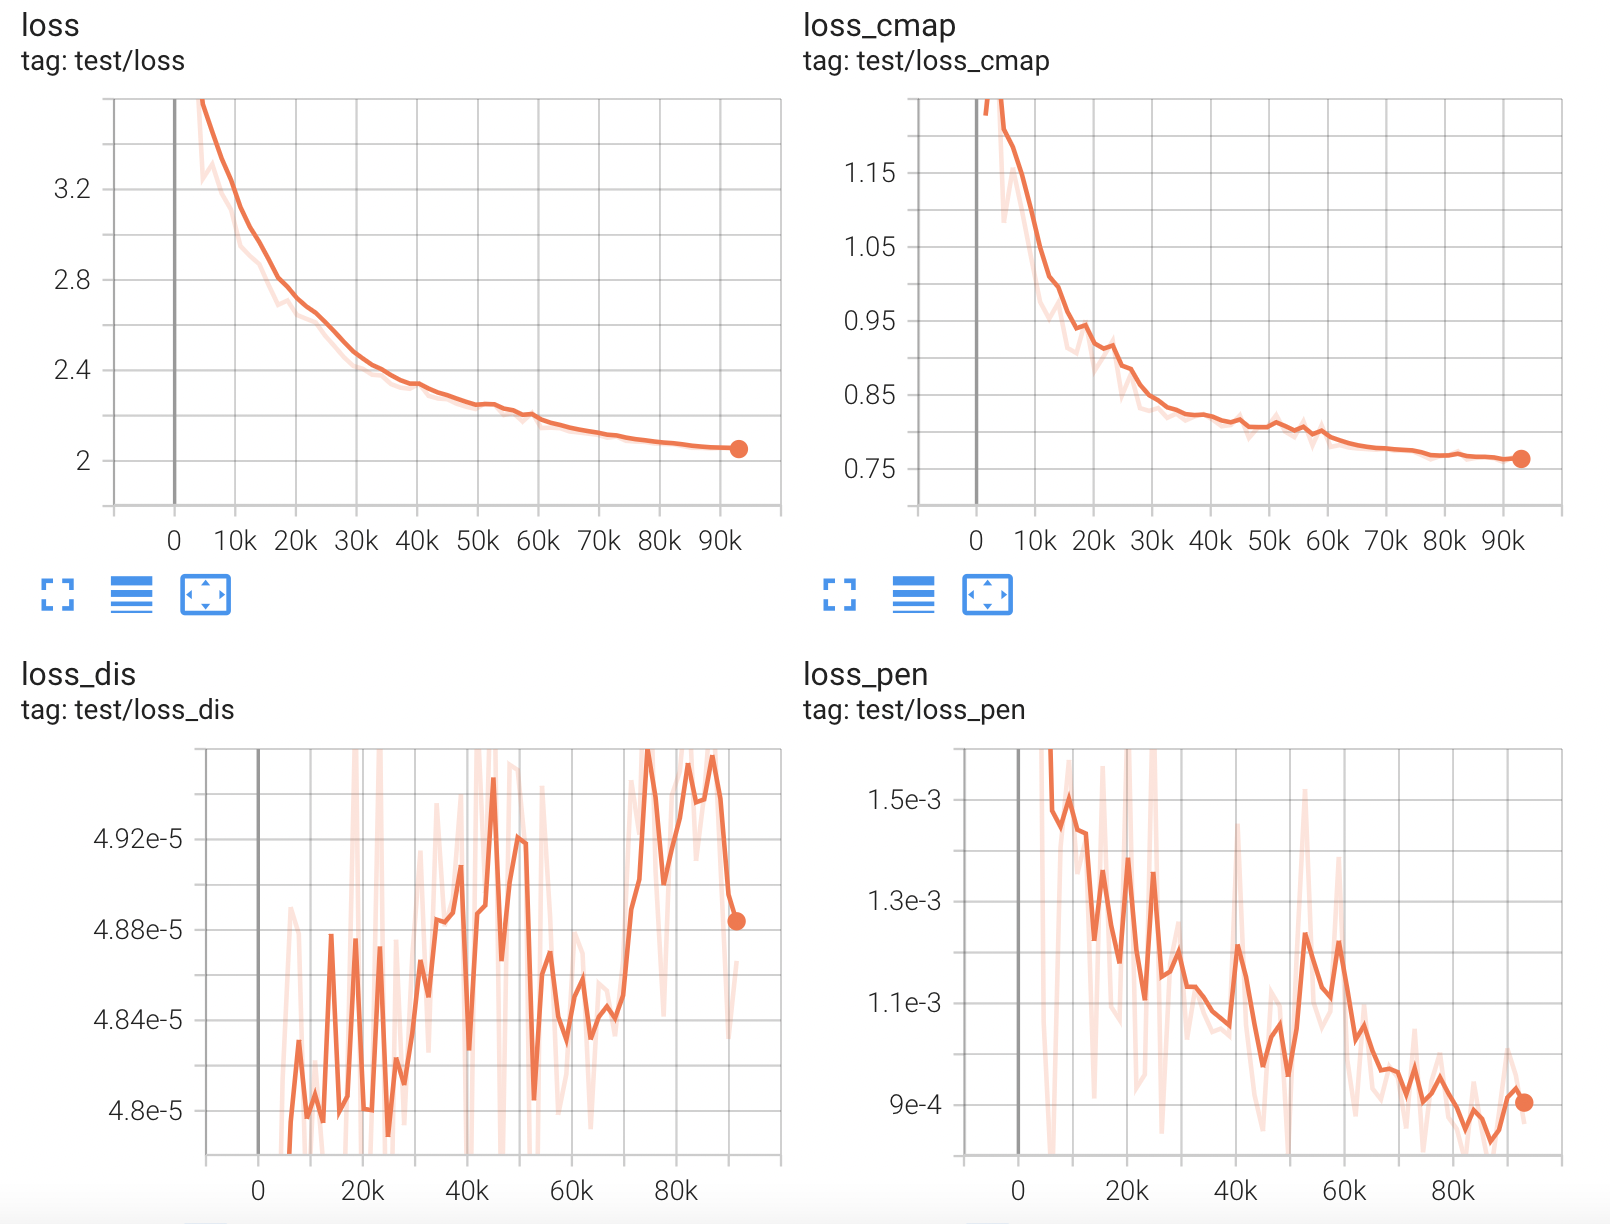 loss
tag: test/loss
3.2
2.8
2.4
2
0 10k 20k 30k 40k 50k 60k 70k 80k 90k
loss_cmap
tag: test/loss_cmap
1.15
1.05
0.95
0.85
0.75
0 10k 20k 30k 40k 50k 60k 70k 80k 90k
loss_dis
tag: test/loss_dis
4.92e-5
4.88e-5
4.84e-5
4.8e-5
0 20k 40k 60k 80k
loss_pen
tag: test/loss_pen
1.5e-3
1.3e-3
1.1e-3
9e-4
0 20k 40k 60k 80k